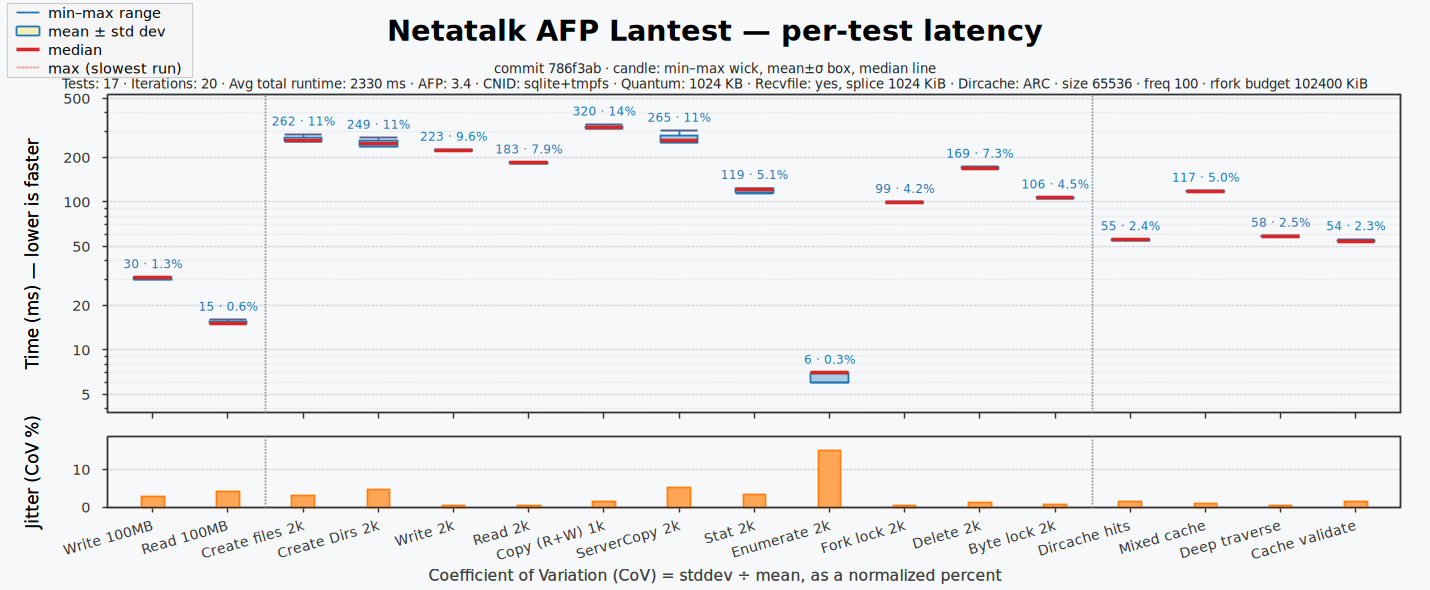 min–max range
mean ± std dev
median
max (slowest run)
Netatalk AFP Lantest — per-test latency
commit 786f3ab · candle: min–max wick, mean±σ box, median line
Tests: 17 · Iterations: 20 · Avg total runtime: 2330 ms · AFP: 3.4 · CNID: sqlite+tmpfs · Quantum: 1024 KB · Recvfile: yes, splice 1024 KiB · Dircache: ARC · size 65536 · freq 100 · rfork budget 102400 KiB
Time (ms) — lower is faster
500
200
100
50
20
10
5
30 · 1.3%
15 · 0.6%
262 · 11%
249 · 11%
223 · 9.6%
183 · 7.9%
320 · 14%
265 · 11%
119 · 5.1%
6 · 0.3%
99 · 4.2%
169 · 7.3%
106 · 4.5%
55 · 2.4%
117 · 5.0%
58 · 2.5%
54 · 2.3%
Jitter (CoV %)
10
0
Write 100MB
Read 100MB
Create files 2k
Create Dirs 2k
Write 2k
Read 2k
Copy (R+W) 1k
ServerCopy 2k
Stat 2k
Enumerate 2k
Fork lock 2k
Delete 2k
Byte lock 2k
Dircache hits
Mixed cache
Deep traverse
Cache validate
Coefficient of Variation (CoV) = stddev ÷ mean, as a normalized percent